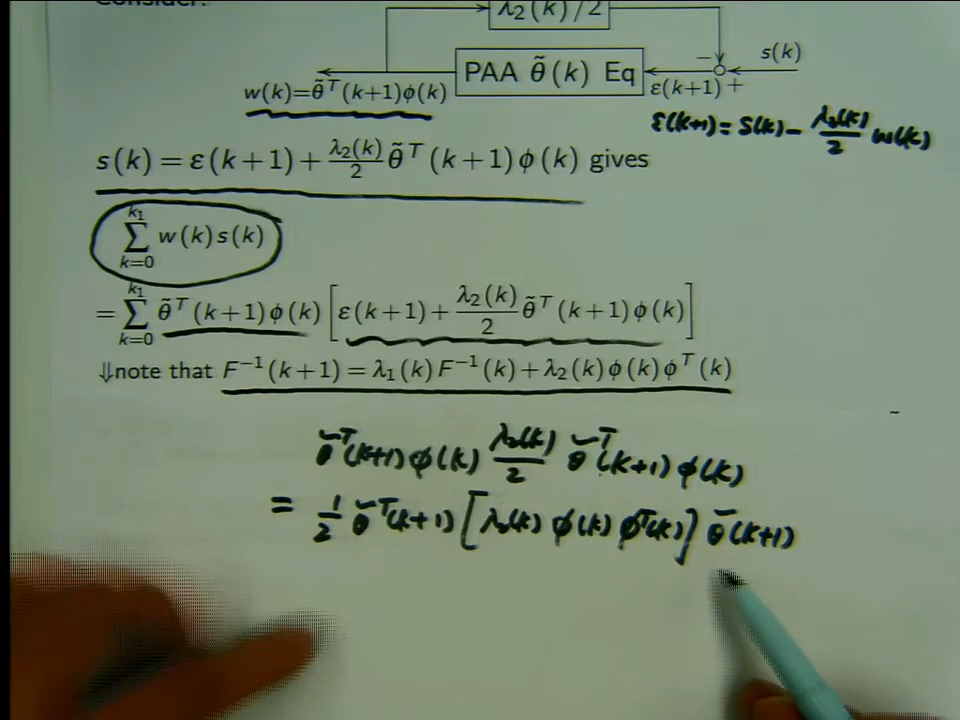 Consider:
λ₂(k)/2
s(k)
−
PAA θ̃(k) Eq
ε(k+1) +
w(k)=θ̃ᵀ(k+1)ϕ(k)
ε(k+1) = s(k) − λ₂(k)/2 w(k)
s(k) = ε(k+1) + λ₂(k)/2 θ̃ᵀ(k+1)ϕ(k) gives
∑_{k=0}^{k₁} w(k)s(k)
= ∑_{k=0}^{k₁} θ̃ᵀ(k+1)ϕ(k) [ε(k+1) + λ₂(k)/2 θ̃ᵀ(k+1)ϕ(k)]
⇓note that F⁻¹(k+1) = λ₁(k)F⁻¹(k) + λ₂(k)ϕ(k)ϕᵀ(k)
θ̃ᵀ(k+1) ϕ(k) λ₂(k)/2 θ̃ᵀ(k+1) ϕ(k)
= 1/2 θ̃ᵀ(k+1) [λ₂(k) ϕ(k) ϕᵀ(k)] θ̃(k+1)